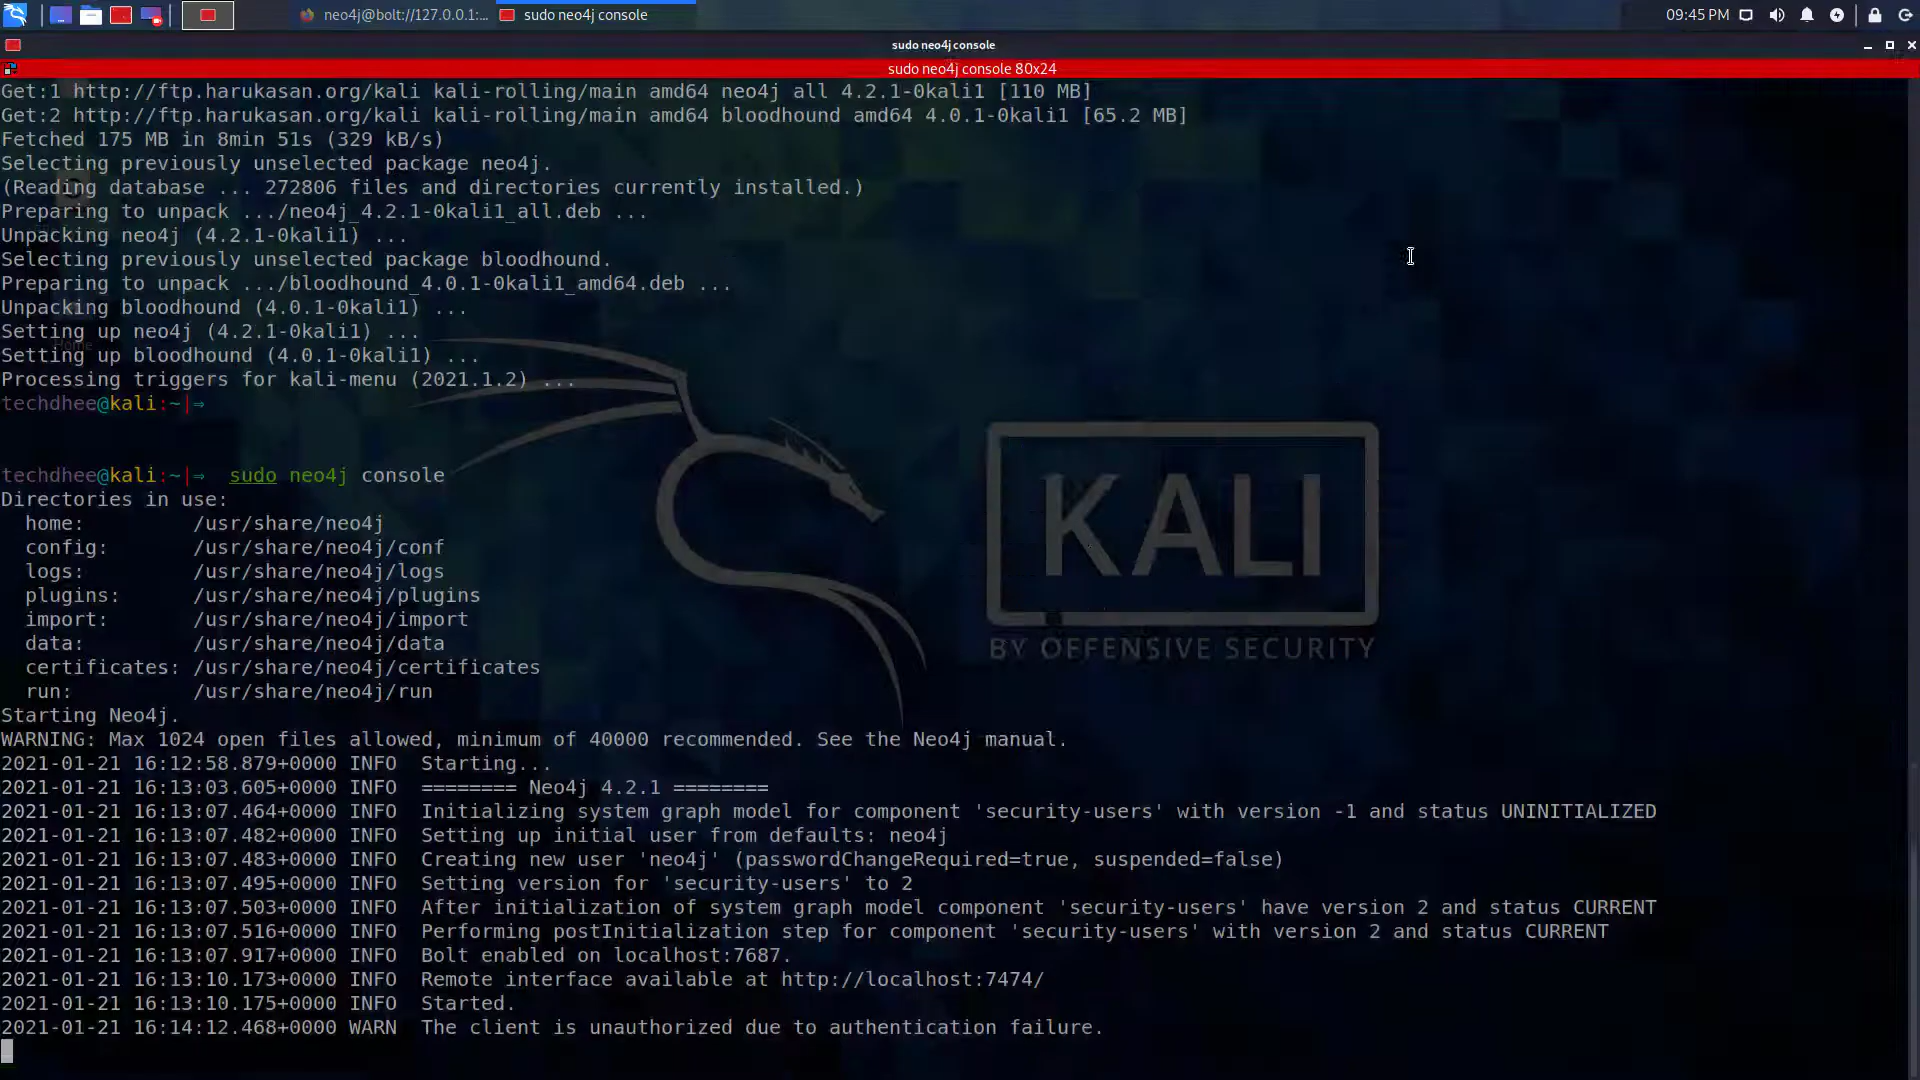 neo4j@bolt://127.0.0.1:...
sudo neo4j console
09:45 PM
sudo neo4j console
sudo neo4j console 80x24
Get:1 http://ftp.harukasan.org/kali kali-rolling/main amd64 neo4j all 4.2.1-0kali1 [110 MB]
Get:2 http://ftp.harukasan.org/kali kali-rolling/main amd64 bloodhound amd64 4.0.1-0kali1 [65.2 MB]
Fetched 175 MB in 8min 51s (329 kB/s)
Selecting previously unselected package neo4j.
(Reading database ... 272806 files and directories currently installed.)
Preparing to unpack .../neo4j_4.2.1-0kali1_all.deb ...
Unpacking neo4j (4.2.1-0kali1) ...
Selecting previously unselected package bloodhound.
Preparing to unpack .../bloodhound_4.0.1-0kali1_amd64.deb ...
Unpacking bloodhound (4.0.1-0kali1) ...
Setting up neo4j (4.2.1-0kali1) ...
Home
Setting up bloodhound (4.0.1-0kali1) ...
Processing triggers for kali-menu (2021.1.2) ...
techdhee@kali:~|⇒
techdhee@kali:~|⇒  sudo neo4j console
Directories in use:
  home:         /usr/share/neo4j
  config:       /usr/share/neo4j/conf
  logs:         /usr/share/neo4j/logs
  plugins:      /usr/share/neo4j/plugins
  import:       /usr/share/neo4j/import
  data:         /usr/share/neo4j/data
  certificates: /usr/share/neo4j/certificates
  run:          /usr/share/neo4j/run
Starting Neo4j.
WARNING: Max 1024 open files allowed, minimum of 40000 recommended. See the Neo4j manual.
2021-01-21 16:12:58.879+0000 INFO  Starting...
2021-01-21 16:13:03.605+0000 INFO  ======== Neo4j 4.2.1 ========
2021-01-21 16:13:07.464+0000 INFO  Initializing system graph model for component 'security-users' with version -1 and status UNINITIALIZED
2021-01-21 16:13:07.482+0000 INFO  Setting up initial user from defaults: neo4j
2021-01-21 16:13:07.483+0000 INFO  Creating new user 'neo4j' (passwordChangeRequired=true, suspended=false)
2021-01-21 16:13:07.495+0000 INFO  Setting version for 'security-users' to 2
2021-01-21 16:13:07.503+0000 INFO  After initialization of system graph model component 'security-users' have version 2 and status CURRENT
2021-01-21 16:13:07.516+0000 INFO  Performing postInitialization step for component 'security-users' with version 2 and status CURRENT
2021-01-21 16:13:07.917+0000 INFO  Bolt enabled on localhost:7687.
2021-01-21 16:13:10.173+0000 INFO  Remote interface available at http://localhost:7474/
2021-01-21 16:13:10.175+0000 INFO  Started.
2021-01-21 16:14:12.468+0000 WARN  The client is unauthorized due to authentication failure.
KALI
BY OFFENSIVE SECURITY